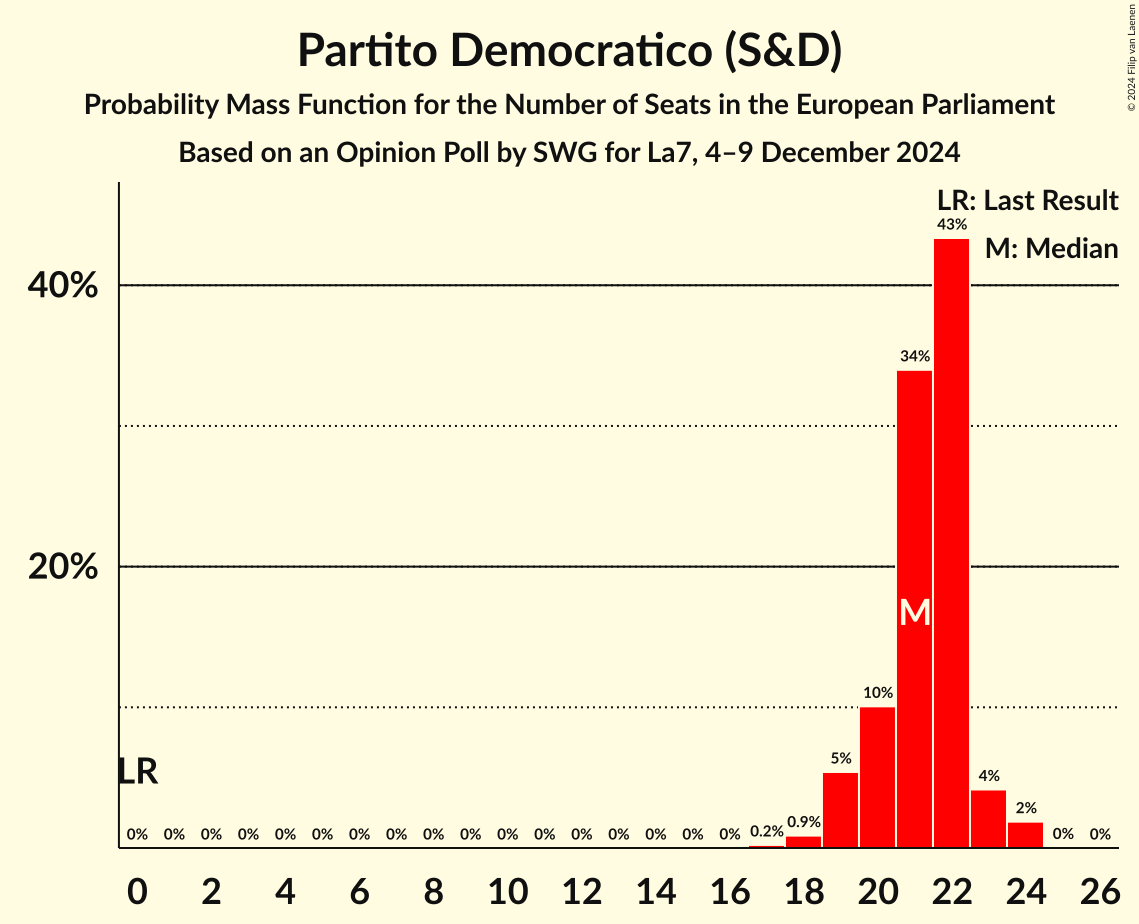 Partito Democratico (S&D)
Probability Mass Function for the Number of Seats in the European Parliament
Based on an Opinion Poll by SWG for La7, 4–9 December 2024
© 2024 Filip van Laenen
LR: Last Result
M: Median
43%
40%
34%
20%
M
10%
LR
5%
4%
2%
0% 0% 0% 0% 0% 0% 0% 0% 0% 0% 0% 0% 0% 0% 0% 0% 0% 0.2% 0.9% 0% 0%
0 2 4 6 8 10 12 14 16 18 20 22 24 26